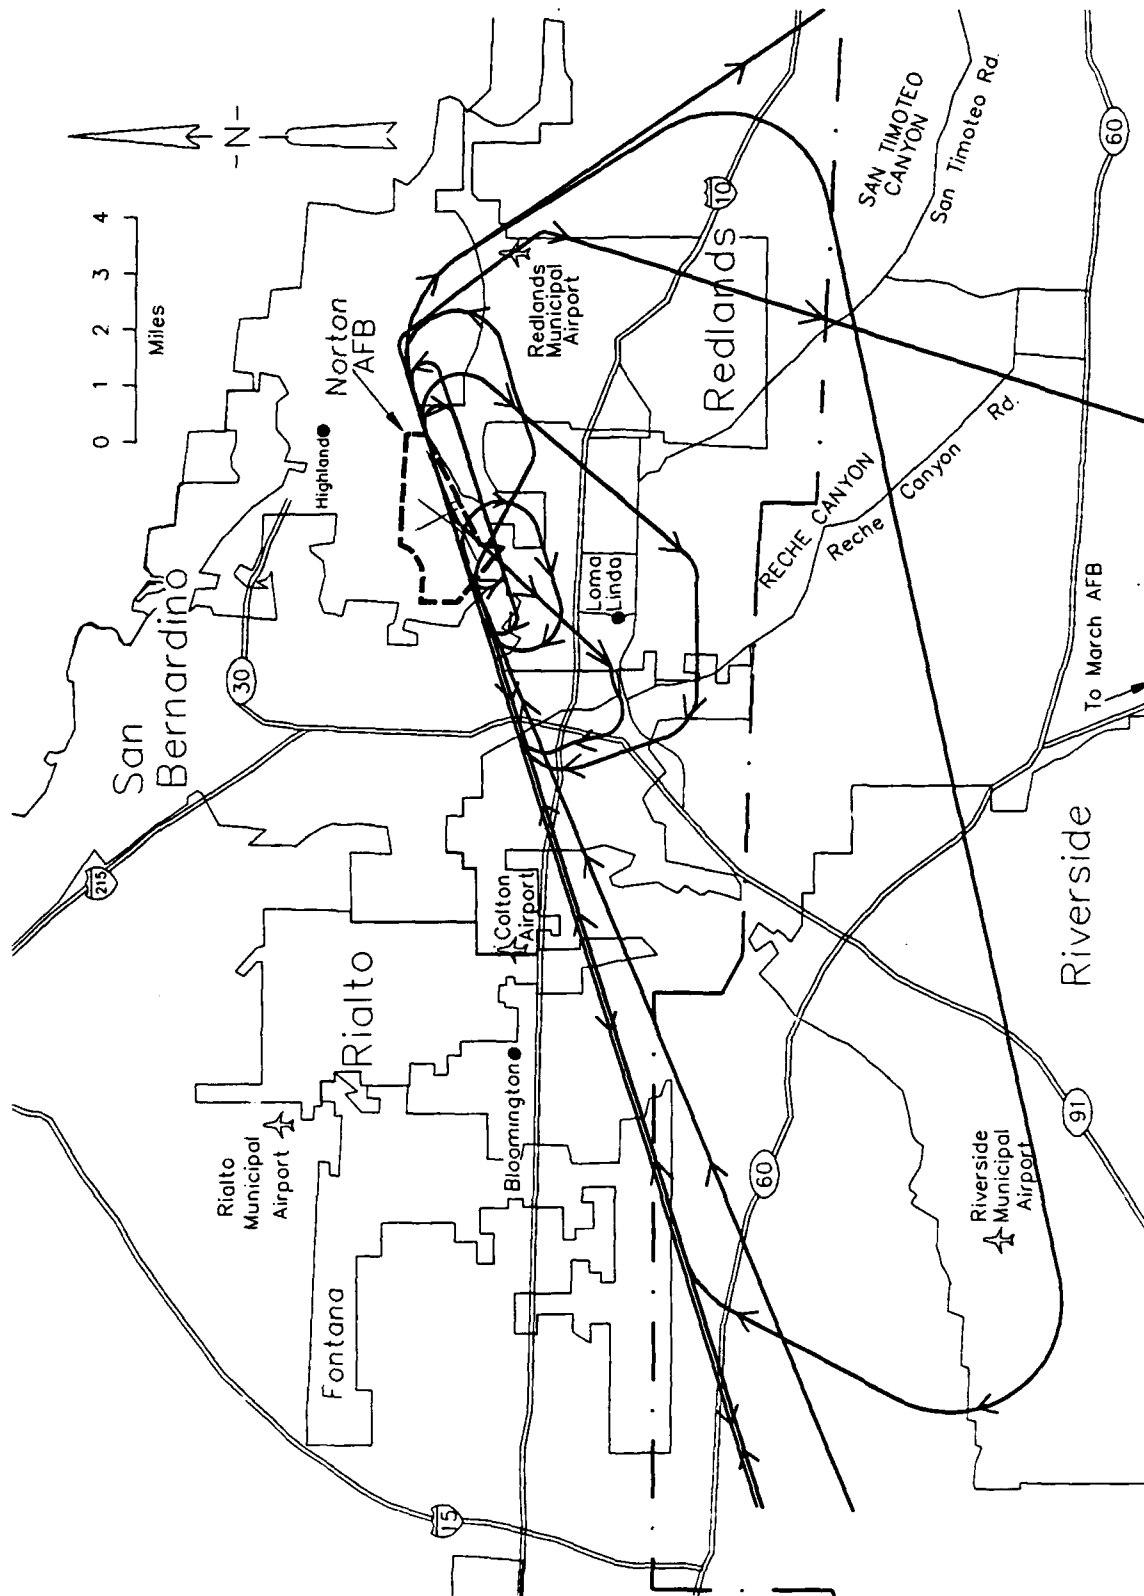 -N-
0 1 2 3 4
Miles
San
Bernardino
30
215
Highland
Norton
AFB
Redlands
Municipal
Airport
10
Redlands
SAN TIMOTEO
CANYON
San Timoteo Rd.
60
Loma
Linda
RECHE CANYON
Reche Canyon Rd.
To March AFB
Colton
Airport
Rialto
Bloomington
Rialto
Municipal
Airport
Fontana
15
60
91
Riverside
Riverside
Municipal
Airport